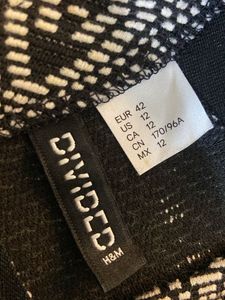 DIVIDED
H&M
EUR 42
US 12
CA 12
CN 170/96A
MX 12